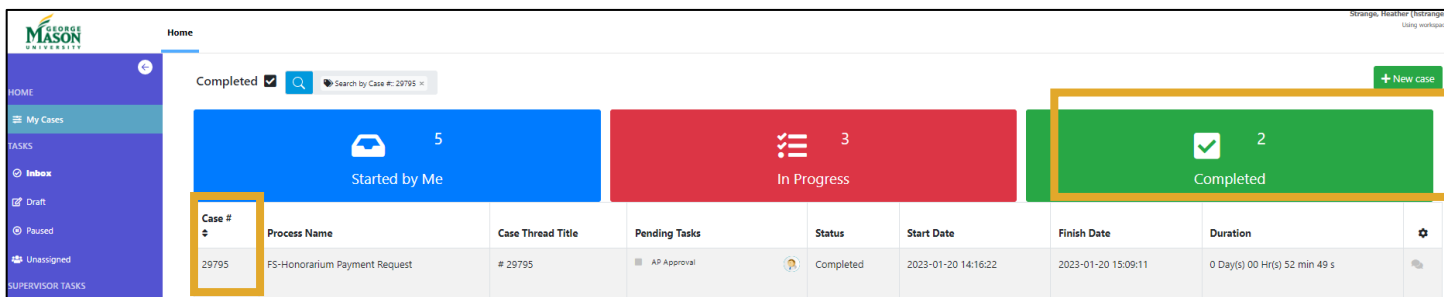 Strange, Heather (hstrange
Using workspac
GEORGE
MASON
UNIVERSITY
Home
HOME
My Cases
TASKS
Inbox
Draft
Paused
Unassigned
SUPERVISOR TASKS
Completed
Search by Case #:: 29795 ×
+ New case
5
Started by Me
3
In Progress
2
Completed
Case # Process Name Case Thread Title Pending Tasks Status Start Date Finish Date Duration
29795 FS-Honorarium Payment Request # 29795 AP Approval Completed 2023-01-20 14:16:22 2023-01-20 15:09:11 0 Day(s) 00 Hr(s) 52 min 49 s